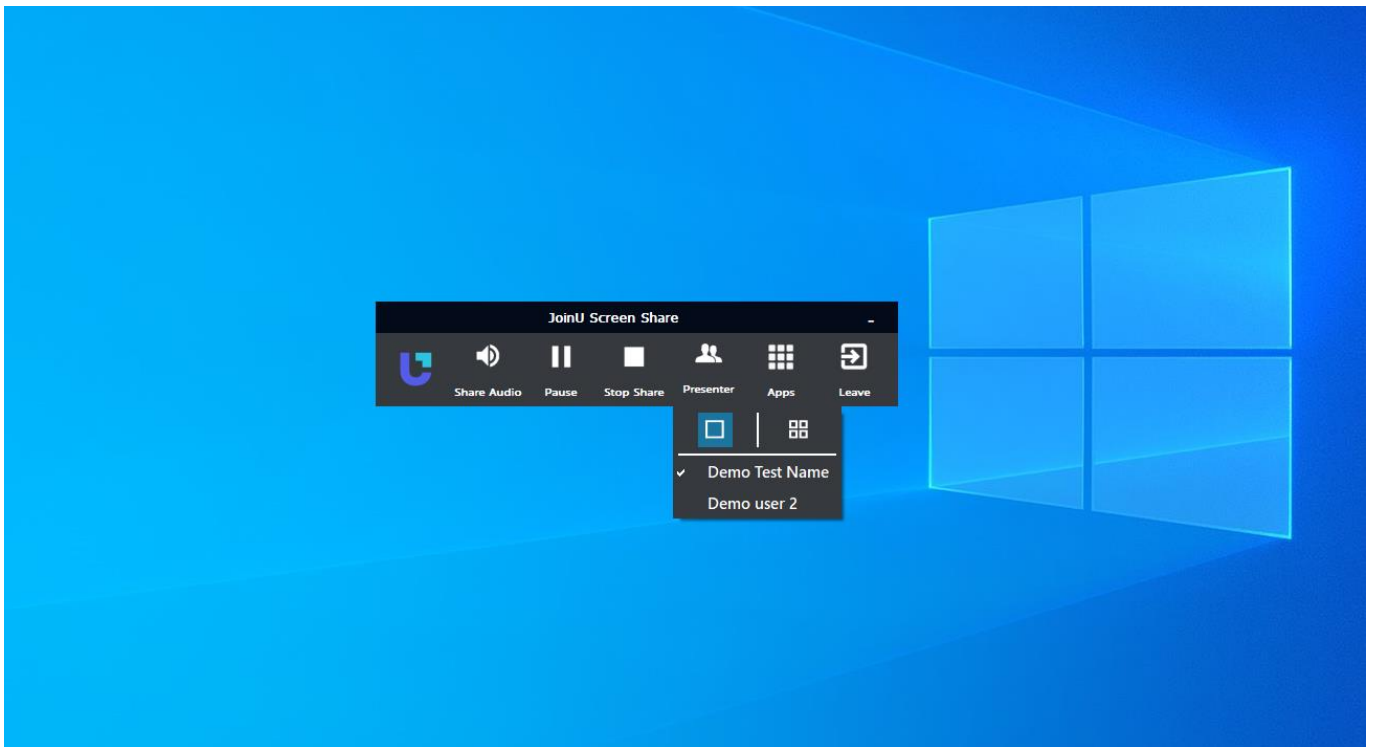 JoinU Screen Share
Share Audio Pause Stop Share Presenter Apps Leave
Demo Test Name
Demo user 2